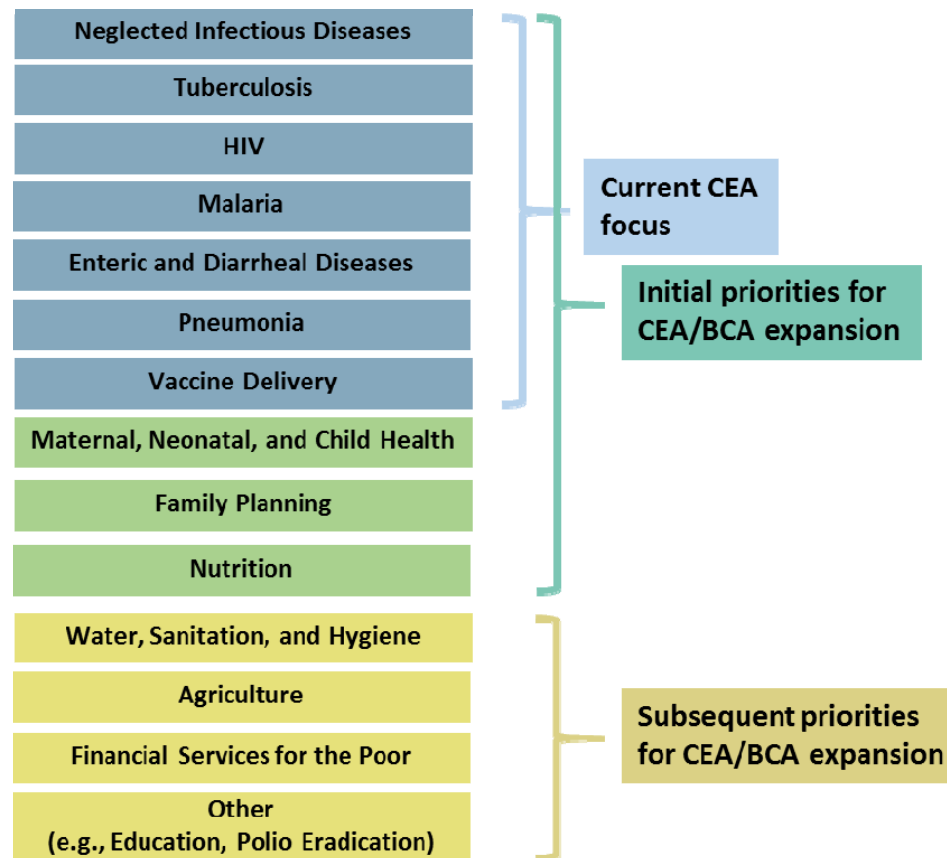 Neglected Infectious Diseases
Tuberculosis
HIV
Malaria
Enteric and Diarrheal Diseases
Pneumonia
Vaccine Delivery
Maternal, Neonatal, and Child Health
Family Planning
Nutrition
Water, Sanitation, and Hygiene
Agriculture
Financial Services for the Poor
Other
(e.g., Education, Polio Eradication)
Current CEA
focus
Initial priorities for
CEA/BCA expansion
Subsequent priorities
for CEA/BCA expansion